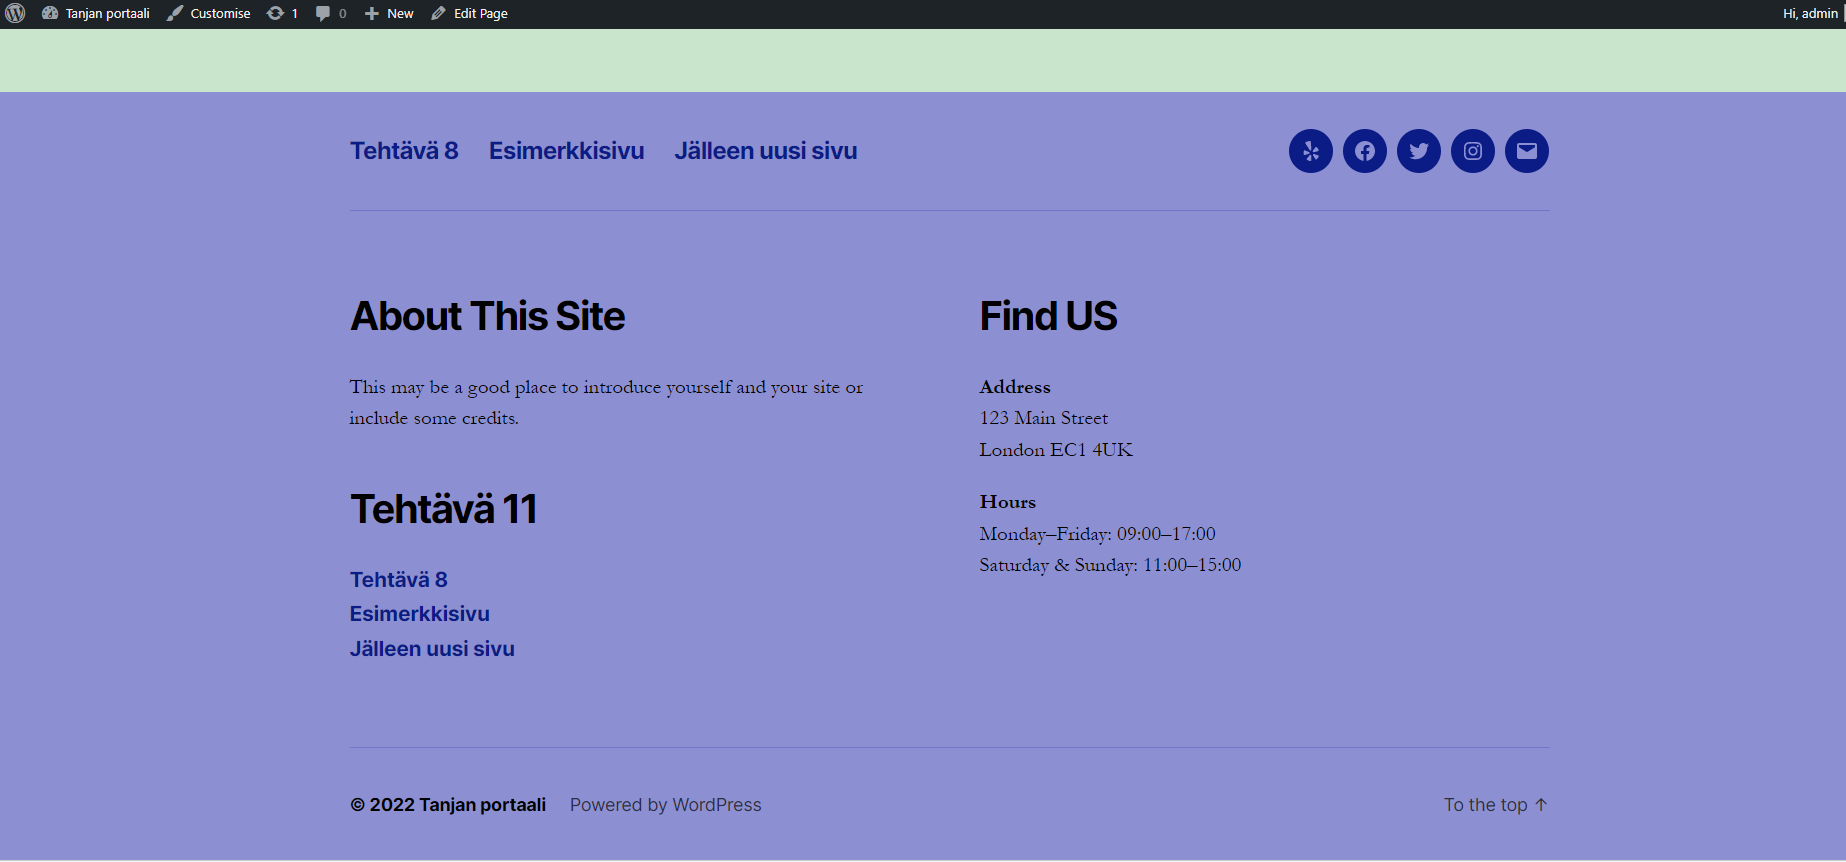 Tanjan portaali Customise 1 0 New Edit Page Hi, admin
Tehtävä 8 Esimerkkisivu Jälleen uusi sivu
About This Site
This may be a good place to introduce yourself and your site or
include some credits.
Tehtävä 11
Tehtävä 8
Esimerkkisivu
Jälleen uusi sivu
Find US
Address
123 Main Street
London EC1 4UK
Hours
Monday–Friday: 09:00–17:00
Saturday & Sunday: 11:00–15:00
© 2022 Tanjan portaali Powered by WordPress To the top ↑